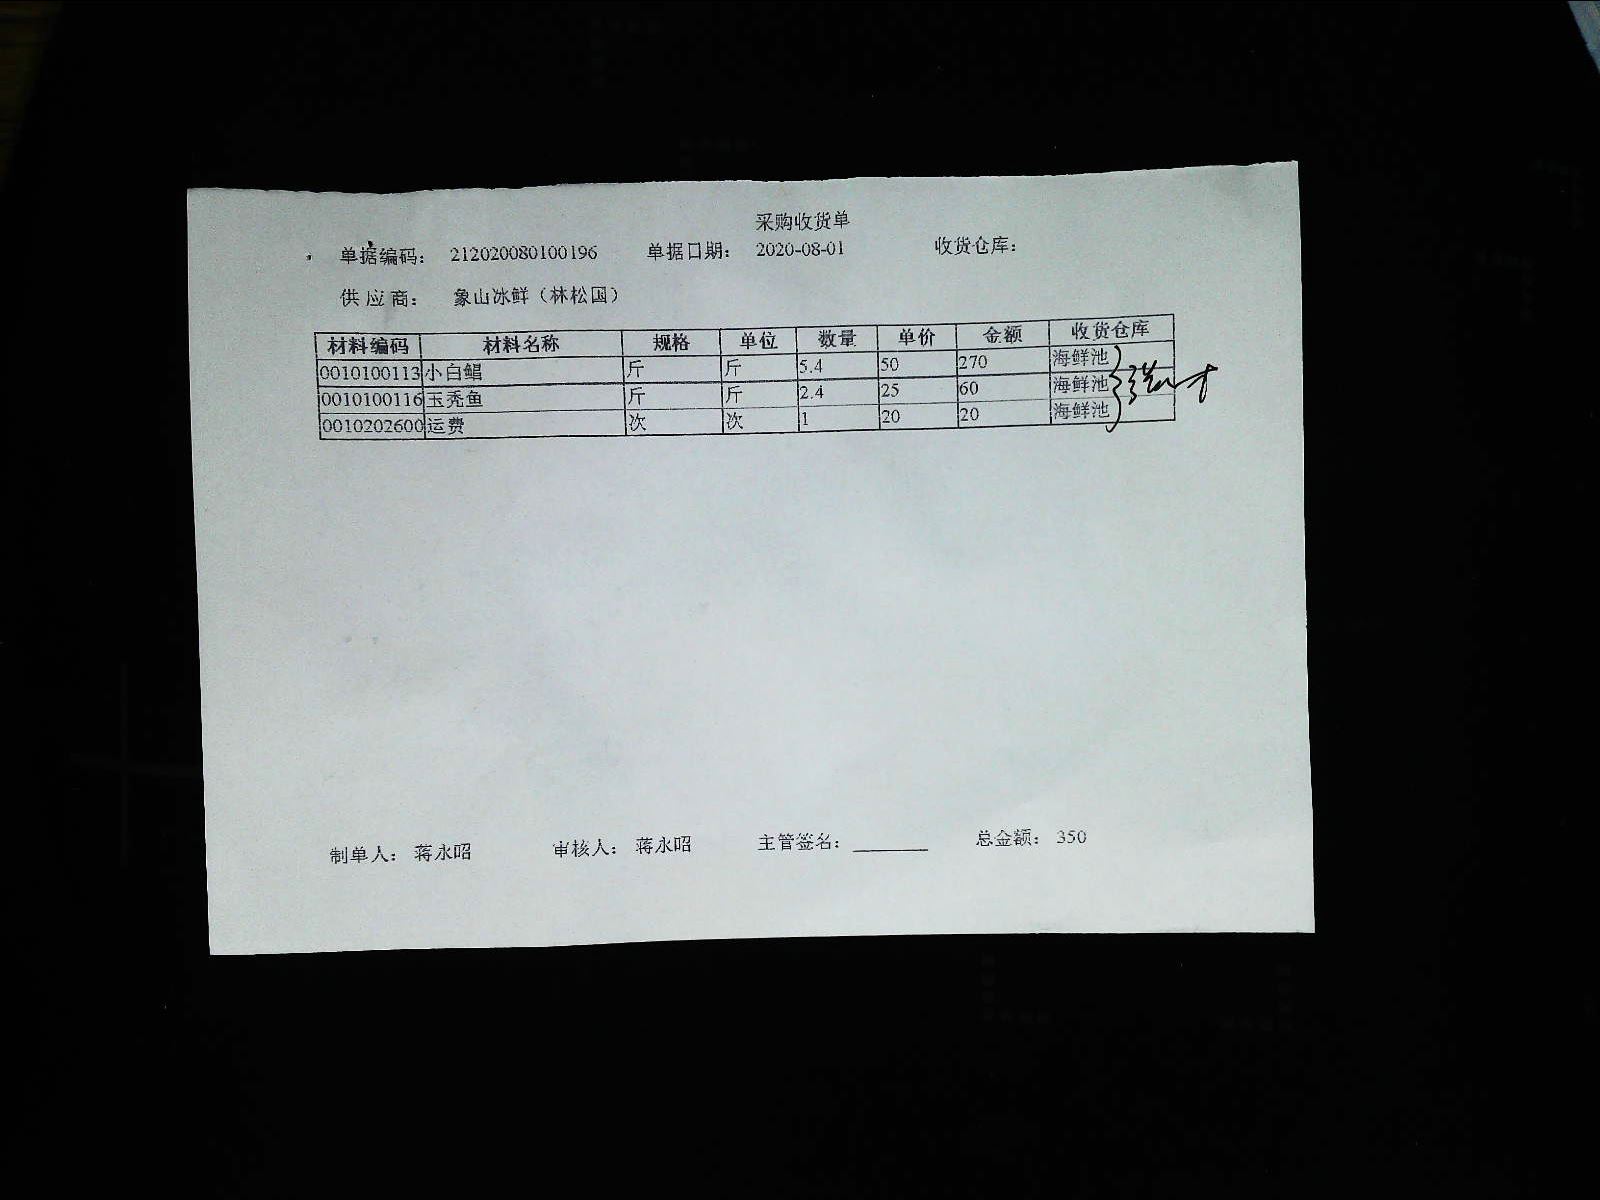 采购收货单
单据编码： 212020080100196 单据日期： 2020-08-01 收货仓库：
供应商： 象山冰鲜（林松国）
材料编码 材料名称 规格 单位 数量 单价 金额 收货仓库
0010100113 小白鲳 斤 斤 5.4 50 270 海鲜池
0010100116 玉秃鱼 斤 斤 2.4 25 60 海鲜池
0010202600 运费 次 次 1 20 20 海鲜池
制单人： 蒋永昭 审核人： 蒋永昭 主管签名： 总金额： 350